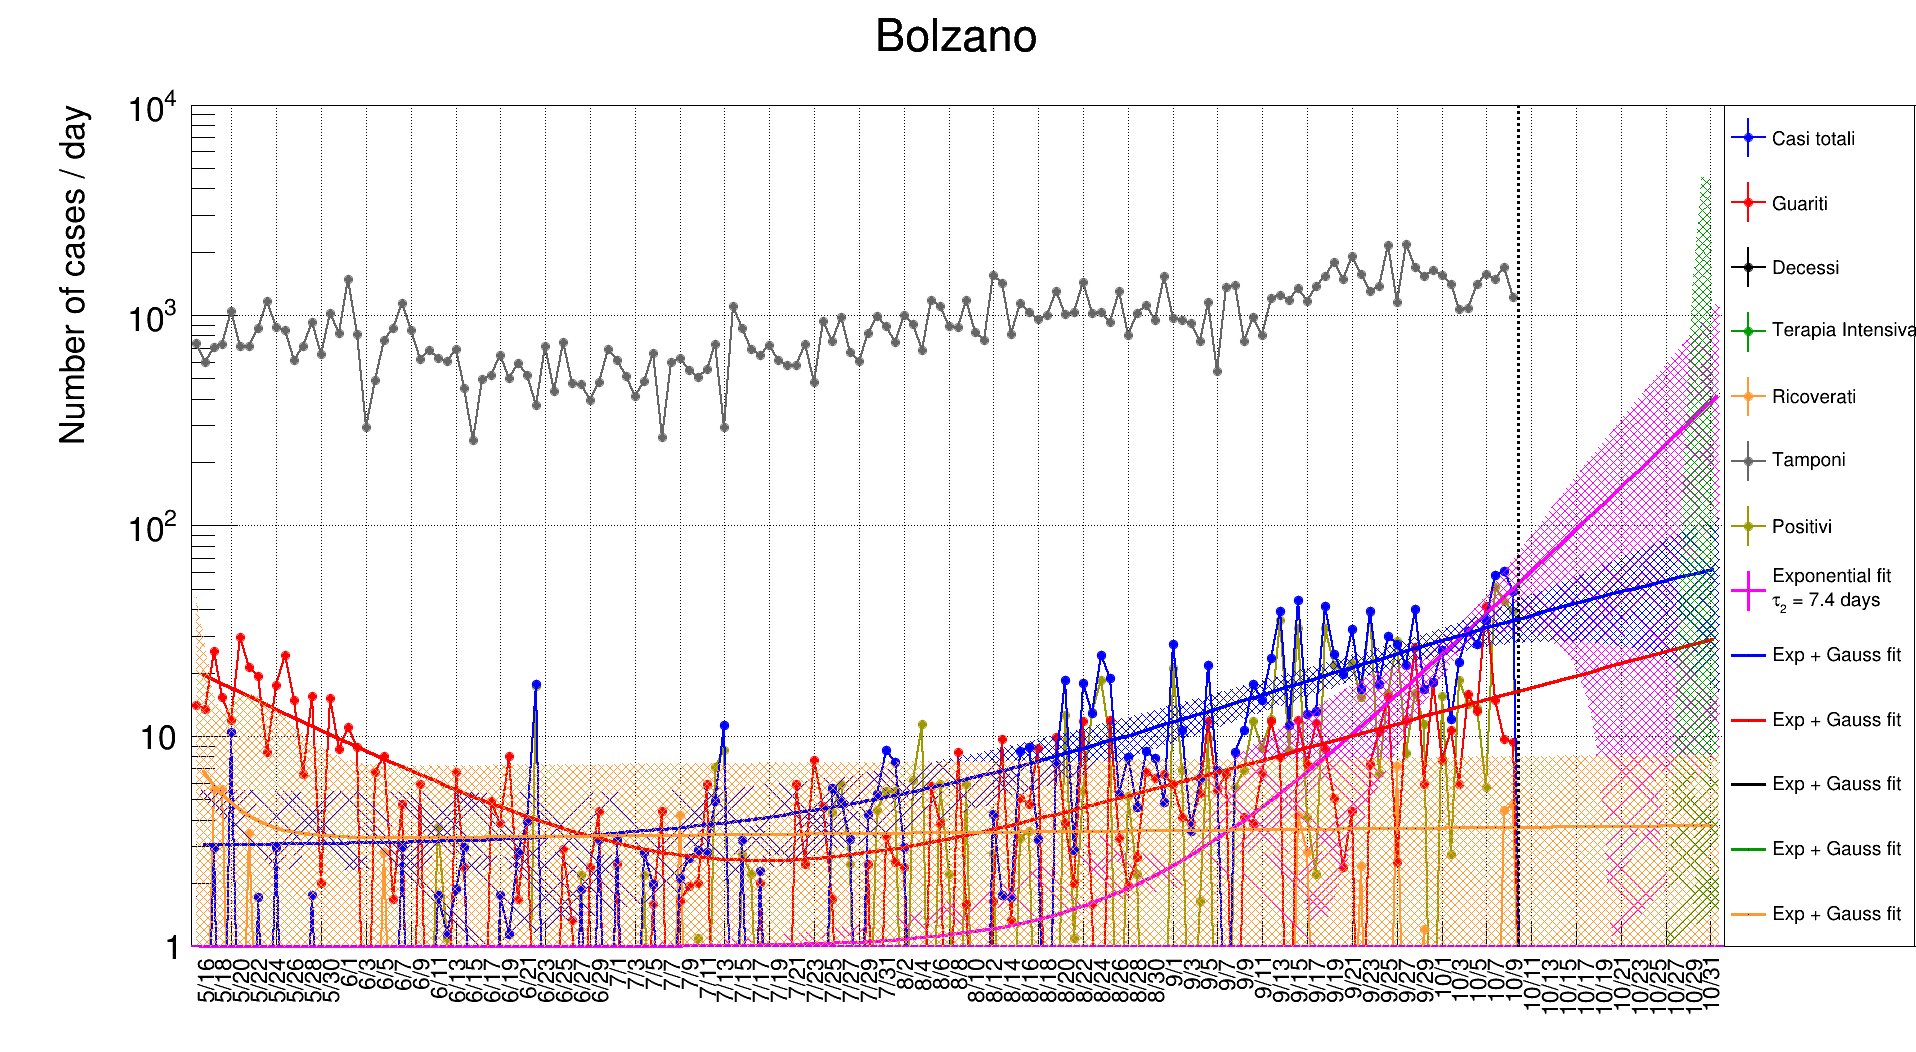 Bolzano
Number of cases / day
10^4
10^3
10^2
10
1
5/16 5/18 5/20 5/22 5/24 5/26 5/28 5/30 6/1 6/3 6/5 6/7 6/9 6/11 6/13 6/15 6/17 6/19 6/21 6/23 6/25 6/27 6/29 7/1 7/3 7/5 7/7 7/9 7/11 7/13 7/15 7/17 7/19 7/21 7/23 7/25 7/27 7/29 7/31 8/2 8/4 8/6 8/8 8/10 8/12 8/14 8/16 8/18 8/20 8/22 8/24 8/26 8/28 8/30 9/1 9/3 9/5 9/7 9/9 9/11 9/13 9/15 9/17 9/19 9/21 9/23 9/25 9/27 9/29 10/1 10/3 10/5 10/7 10/9 10/11 10/13 10/15 10/17 10/19 10/21 10/23 10/25 10/27 10/29 10/31
Casi totali
Guariti
Decessi
Terapia Intensiva
Ricoverati
Tamponi
Positivi
Exponential fit
τ₂ = 7.4 days
Exp + Gauss fit
Exp + Gauss fit
Exp + Gauss fit
Exp + Gauss fit
Exp + Gauss fit